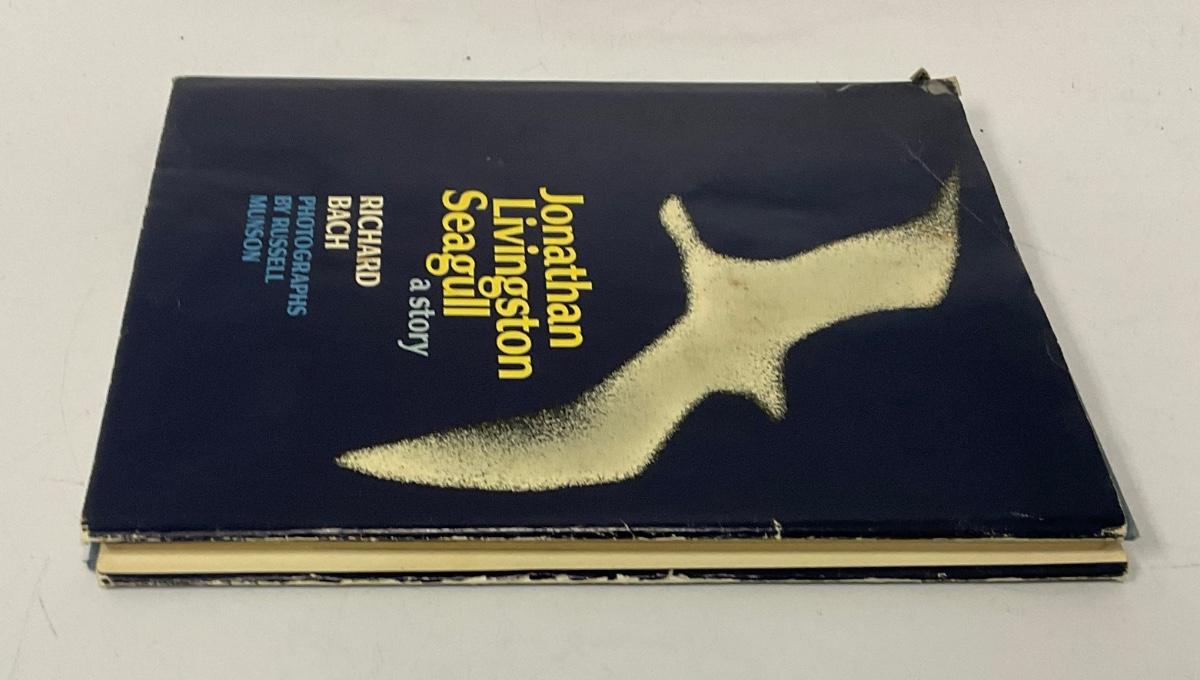 Jonathan
Livingston
Seagull
a story
RICHARD
BACH
PHOTOGRAPHS
BY RUSSELL
MUNSON